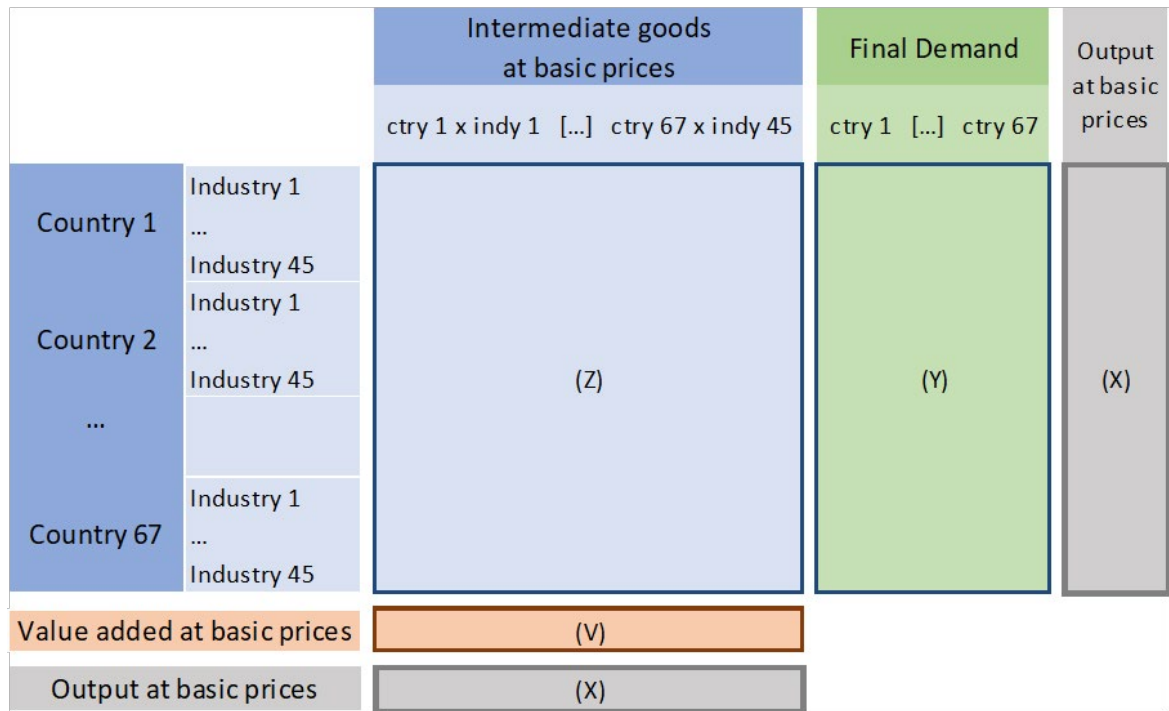 Intermediate goods
at basic prices
Final Demand
Output
at basic
prices
ctry 1 x indy 1 [...] ctry 67 x indy 45
ctry 1 [...] ctry 67
Country 1
Industry 1
...
Industry 45
Country 2
Industry 1
...
Industry 45
...
Country 67
Industry 1
...
Industry 45
(Z)
(Y)
(X)
Value added at basic prices
(V)
Output at basic prices
(X)